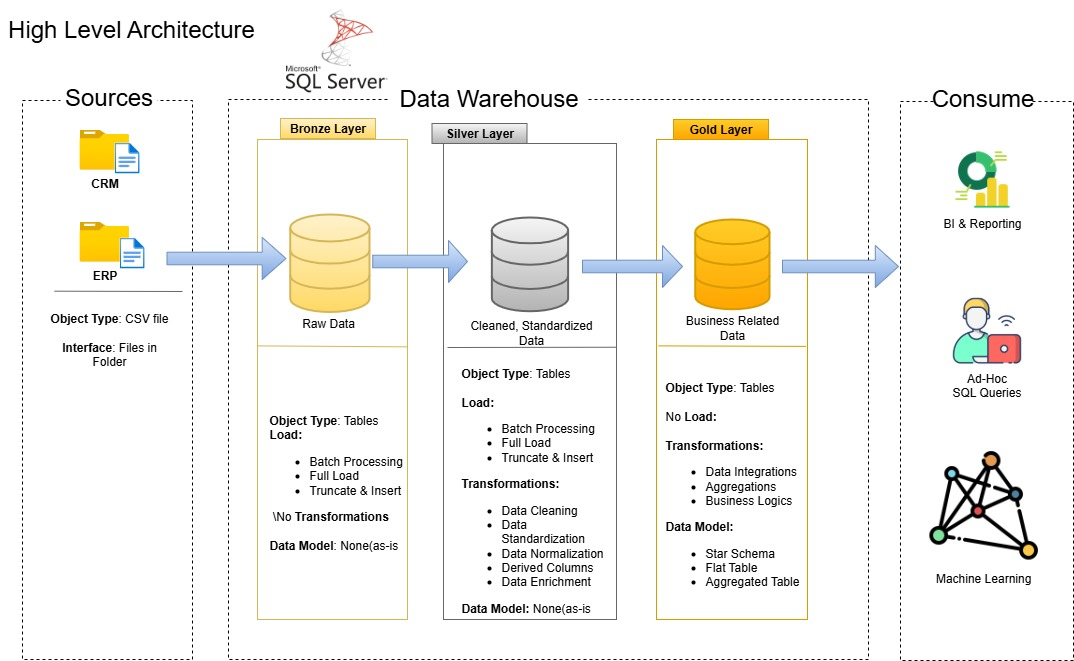 High Level Architecture
Microsoft®
SQL Server
Sources
CRM
ERP
Object Type: CSV file
Interface: Files in
Folder
Data Warehouse
Bronze Layer
Raw Data
Object Type: Tables
Load:
• Batch Processing
• Full Load
• Truncate & Insert
\No Transformations
Data Model: None(as-is
Silver Layer
Cleaned, Standardized
Data
Object Type: Tables
Load:
• Batch Processing
• Full Load
• Truncate & Insert
Transformations:
• Data Cleaning
• Data
Standardization
• Data Normalization
• Derived Columns
• Data Enrichment
Data Model: None(as-is
Gold Layer
Business Related
Data
Object Type: Tables
No Load:
Transformations:
• Data Integrations
• Aggregations
• Business Logics
Data Model:
• Star Schema
• Flat Table
• Aggregated Table
Consume
BI & Reporting
Ad-Hoc
SQL Queries
Machine Learning